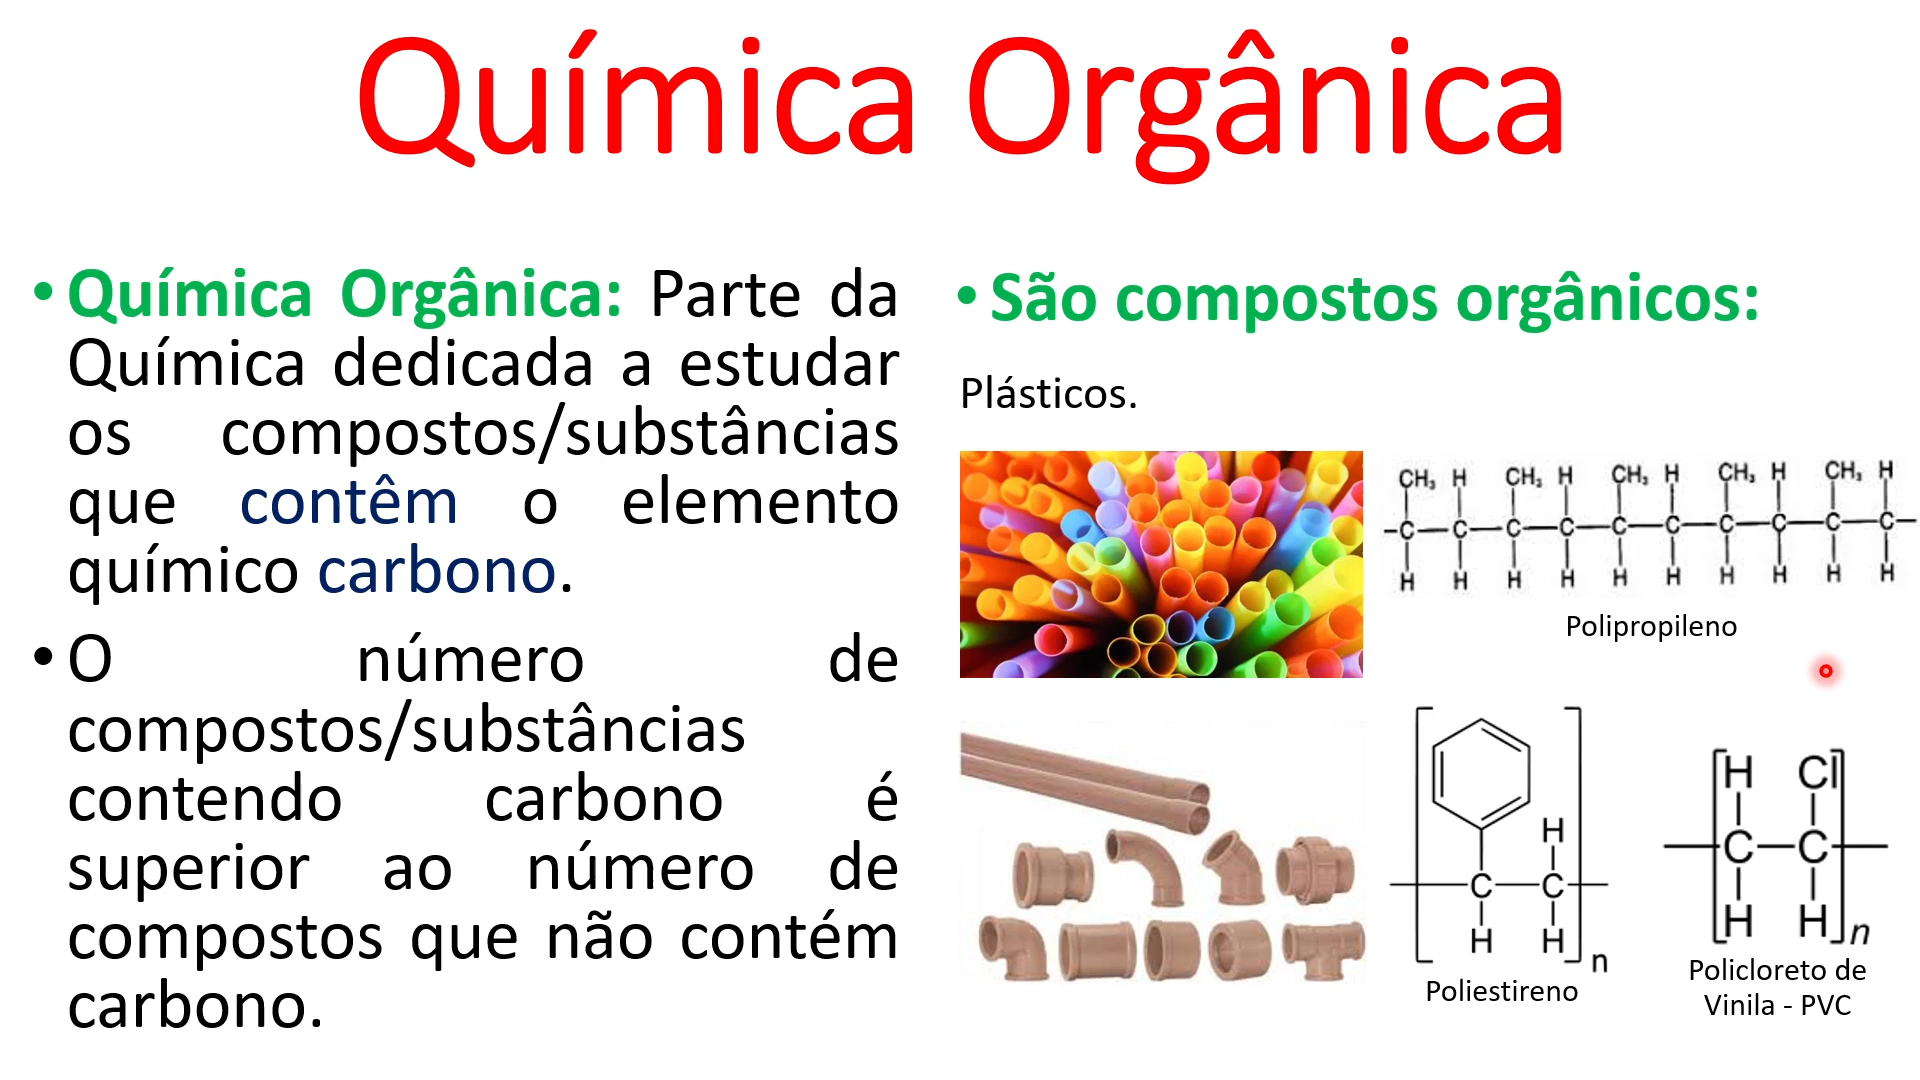 Química Orgânica
• Química Orgânica: Parte da
Química dedicada a estudar
os compostos/substâncias
que contêm o elemento
químico carbono.
• O número de
compostos/substâncias
contendo carbono é
superior ao número de
compostos que não contém
carbono.
• São compostos orgânicos:
Plásticos.
CH₃ H CH₃ H CH₃ H CH₃ H CH₃ H
-C—C—C—C—C—C—C—C—C—C-
H H H H H H H H H H
Polipropileno
H
C C
H H
n
Poliestireno
H Cl
C C
H H
n
Policloreto de
Vinila - PVC